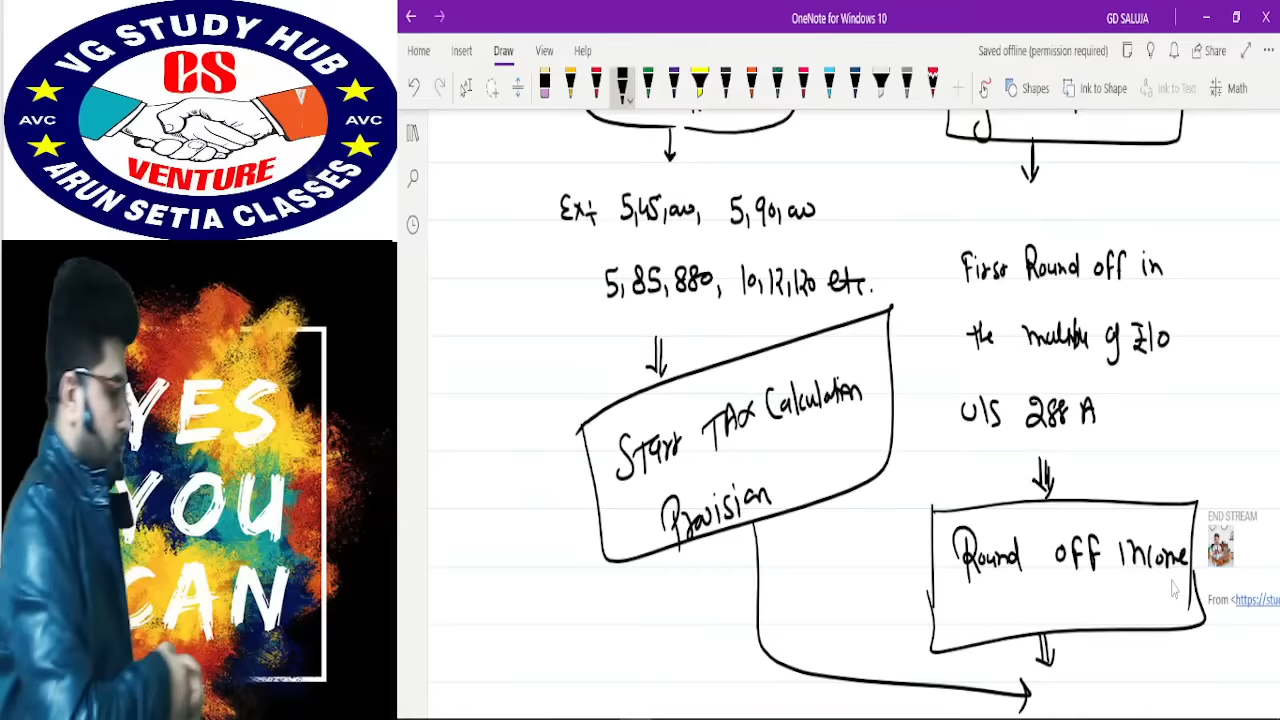 VG STUDY HUB
CS
AVC
AVC
VENTURE
ARUN SETIA CLASSES
YES
YOU
CAN
OneNote for Windows 10
GD SALUJA
Home Insert Draw View Help
Saved offline (permission required)
Share
Shapes
Ink to Shape
Ink to Text
Math
Ex:- 5,45,000, 5,90,000
5,85,880, 10,12,120 etc.
Start Tax Calculation
Provision
First Round off in
the multiple of ₹10
U/S 288 A
Round off Income
END STREAM
From <https://stu